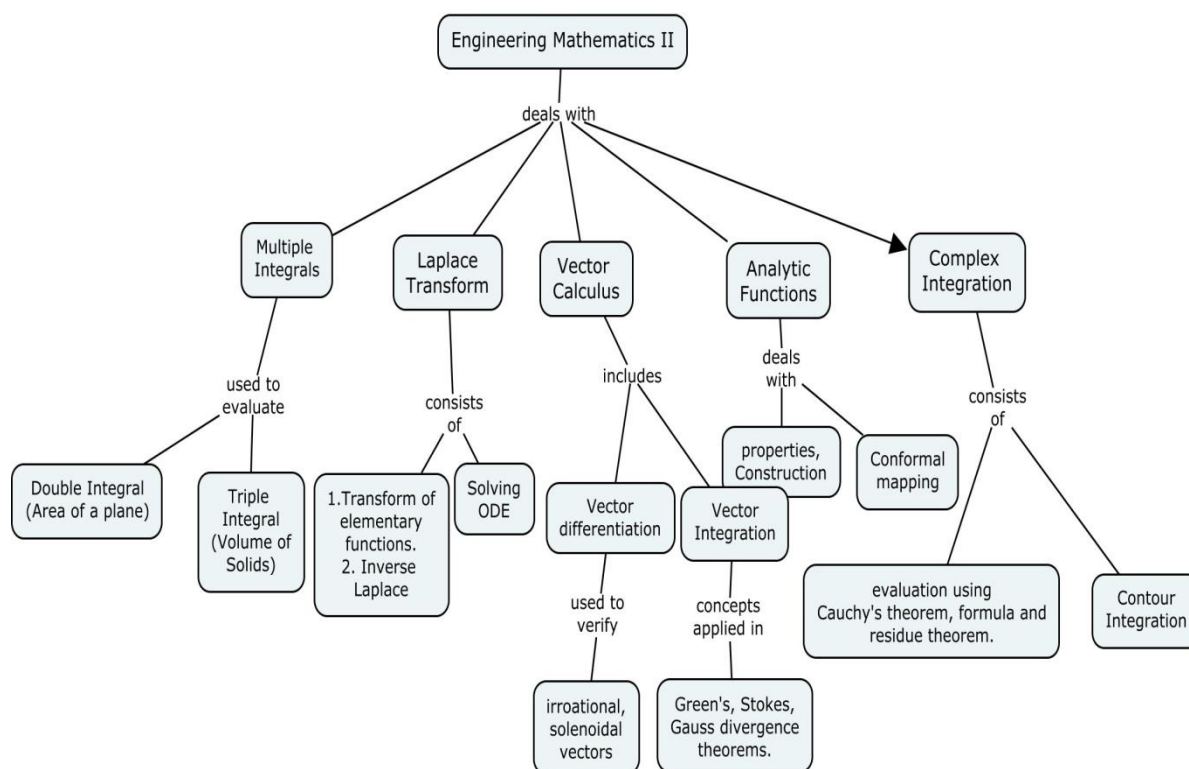 Engineering Mathematics II
deals with
Multiple
Integrals
Laplace
Transform
Vector
Calculus
Analytic
Functions
Complex
Integration
used to
evaluate
consists
of
includes
deals
with
consists
of
Double Integral
(Area of a plane)
Triple
Integral
(Volume of
Solids)
1.Transform of
elementary
functions.
2. Inverse
Laplace
Solving
ODE
Vector
differentiation
Vector
Integration
properties,
Construction
Conformal
mapping
evaluation using
Cauchy's theorem, formula and
residue theorem.
Contour
Integration
used to
verify
concepts
applied in
irroational,
solenoidal
vectors
Green's, Stokes,
Gauss divergence
theorems.